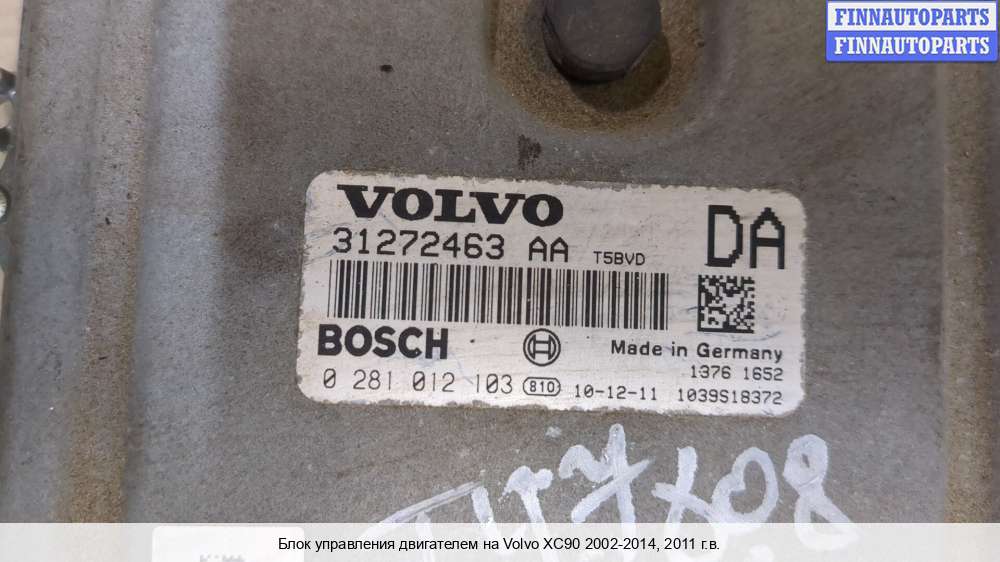 FINNAUTOPARTS
FINNAUTOPARTS
VOLVO
31272463 AA T5BVD
DA
BOSCH
Made in Germany
1376 1652
0 281 012 103 810 10-12-11 1039S18372
Блок управления двигателем на Volvo XC90 2002-2014, 2011 г.в.